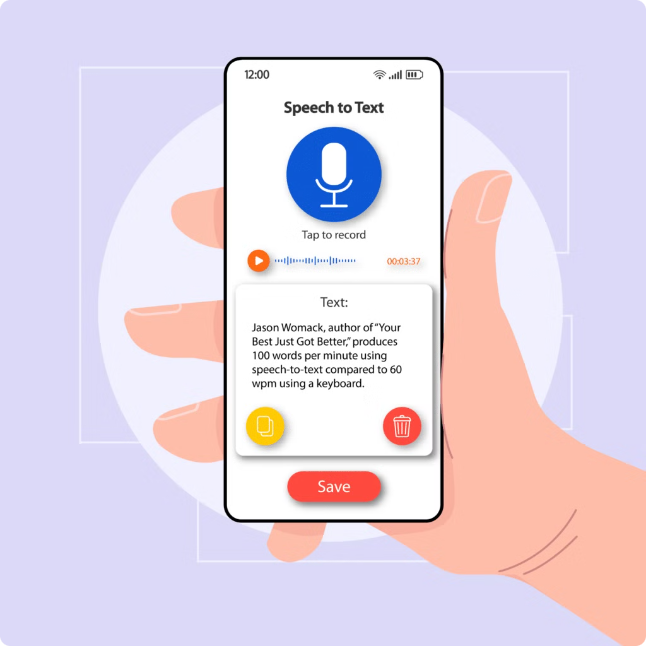 12:00
Speech to Text
Tap to record
00:03:37
Text:
Jason Womack, author of “Your
Best Just Got Better,” produces
100 words per minute using
speech-to-text compared to 60
wpm using a keyboard.
Save